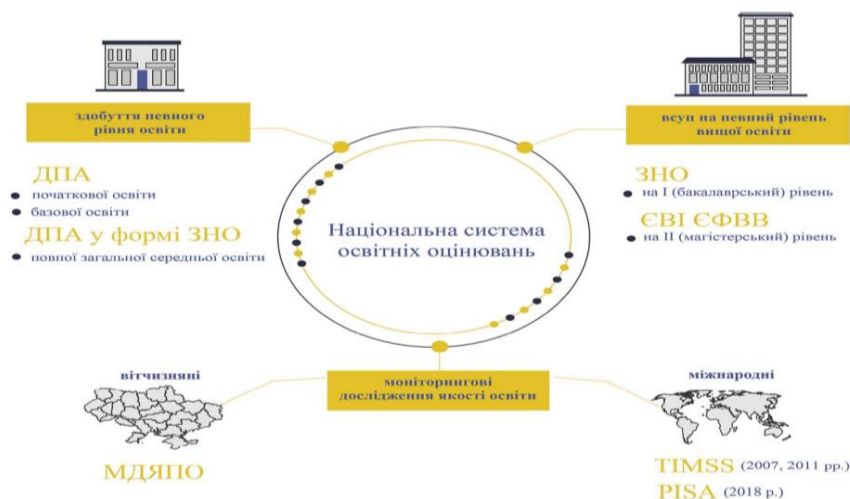 здобуття певного
рівня освіти
ДПА
початкової освіти
базової освіти
ДПА у формі ЗНО
повної загальної середньої освіти
всуп на певний рівень
вищої освіти
ЗНО
на І (бакалаврський) рівень
ЄВІ ЄФВВ
на ІІ (магістерський) рівень
Національна система
освітніх оцінювань
моніторингові
дослідження якості освіти
вітчизняні
МДЯПО
міжнародні
TIMSS (2007, 2011 рр.)
PISA (2018 р.)